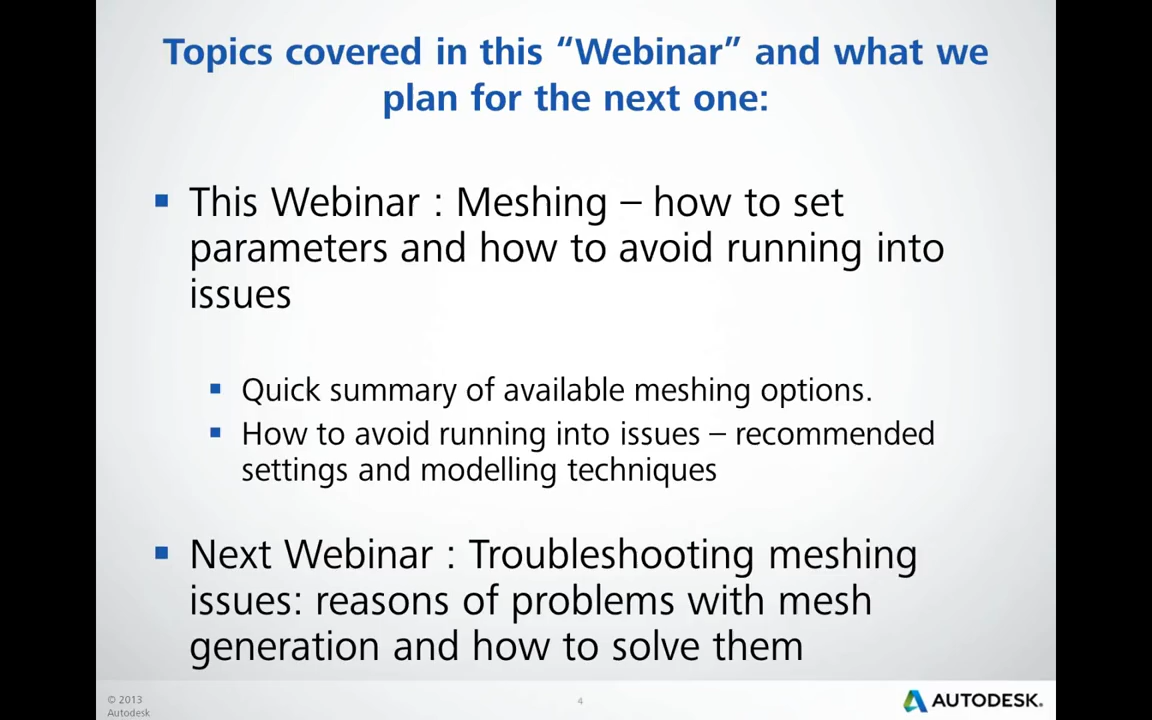 Topics covered in this “Webinar” and what we
plan for the next one:
▪ This Webinar : Meshing – how to set
parameters and how to avoid running into
issues
▪ Quick summary of available meshing options.
▪ How to avoid running into issues – recommended
settings and modelling techniques
▪ Next Webinar : Troubleshooting meshing
issues: reasons of problems with mesh
generation and how to solve them
© 2013
Autodesk
4
AUTODESK.